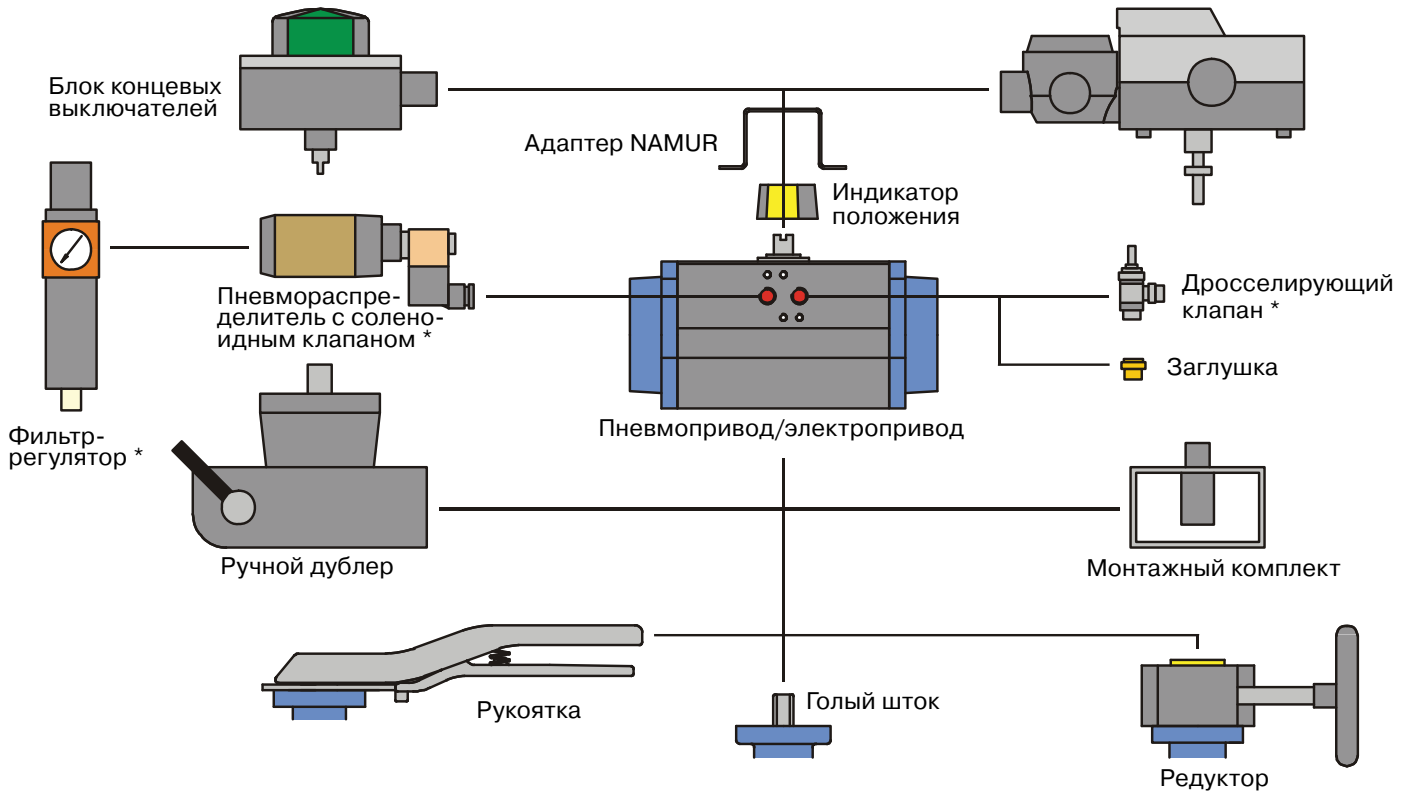 Блок концевых
выключателей
Адаптер NAMUR
Индикатор
положения
Пневмораспре-
делитель с солено-
идным клапаном *
Дросселирующий
клапан *
Заглушка
Фильтр-
регулятор *
Пневмопривод/электропривод
Ручной дублер
Монтажный комплект
Рукоятка
Голый шток
Редуктор